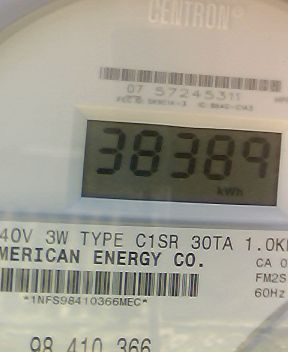 CENTRON®
07 57245311
38389
kWh
40V 3W TYPE C1SR 30TA 1.0K
MERICAN ENERGY CO.
CA 0
FM2S
60Hz
*1NFS98410366MEC*
98 410 366